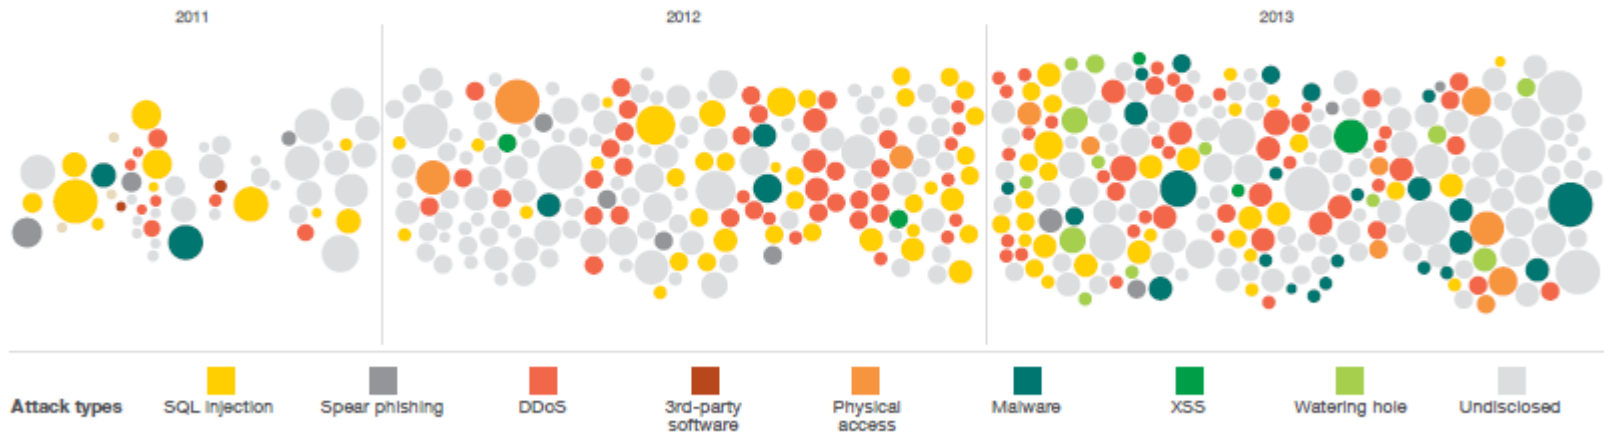 2011
2012
2013
Attack types
SQL injection
Spear phishing
DDoS
3rd-party
software
Physical
access
Malware
XSS
Watering hole
Undisclosed